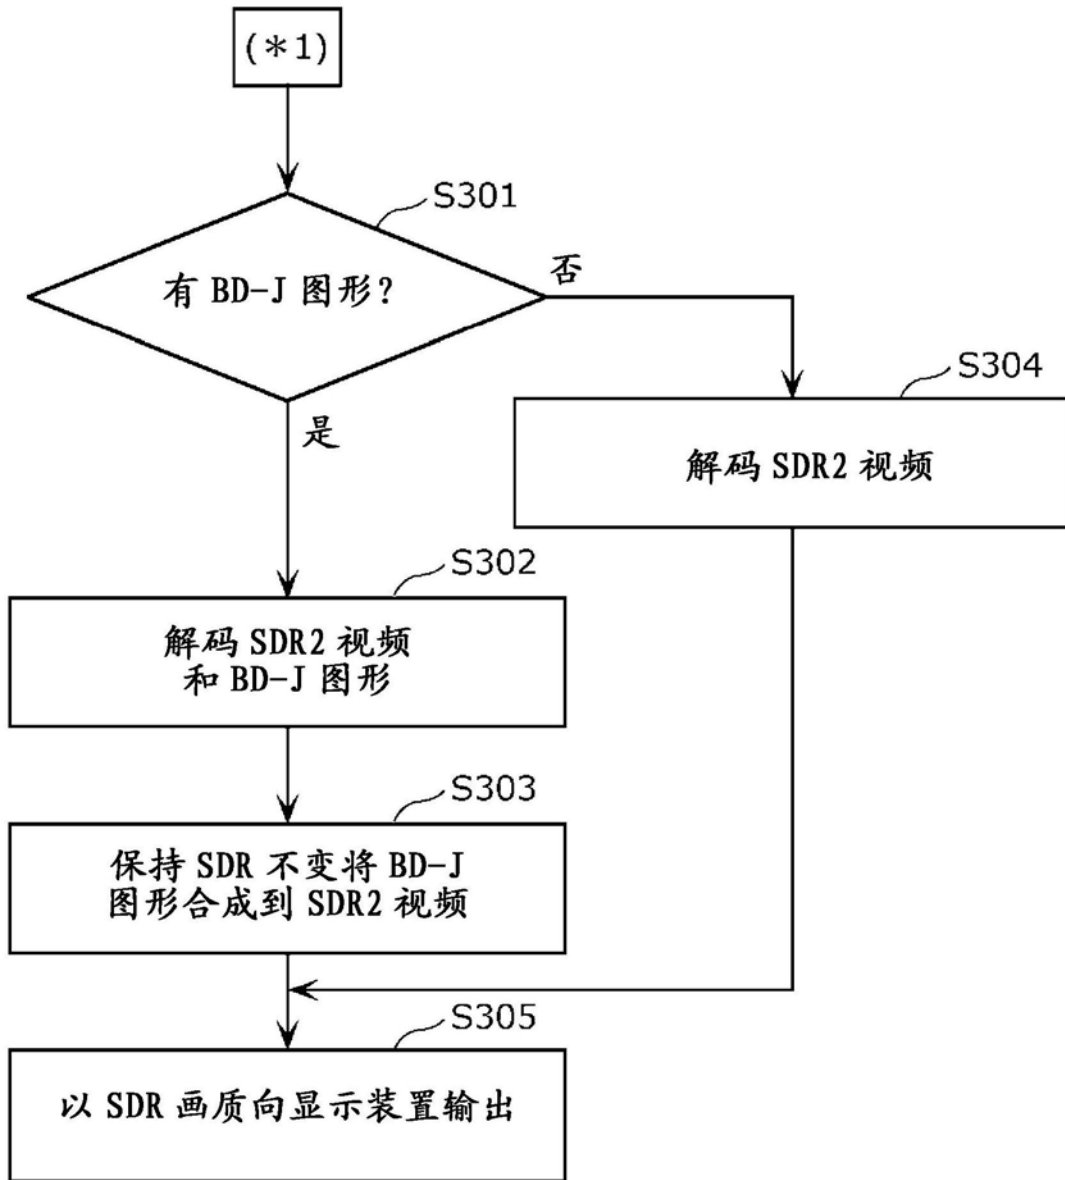 (＊1)
S301
有 BD-J 图形?
否
是
S304
解码 SDR2 视频
S302
解码 SDR2 视频
和 BD-J 图形
S303
保持 SDR 不变将 BD-J
图形合成到 SDR2 视频
S305
以 SDR 画质向显示装置输出